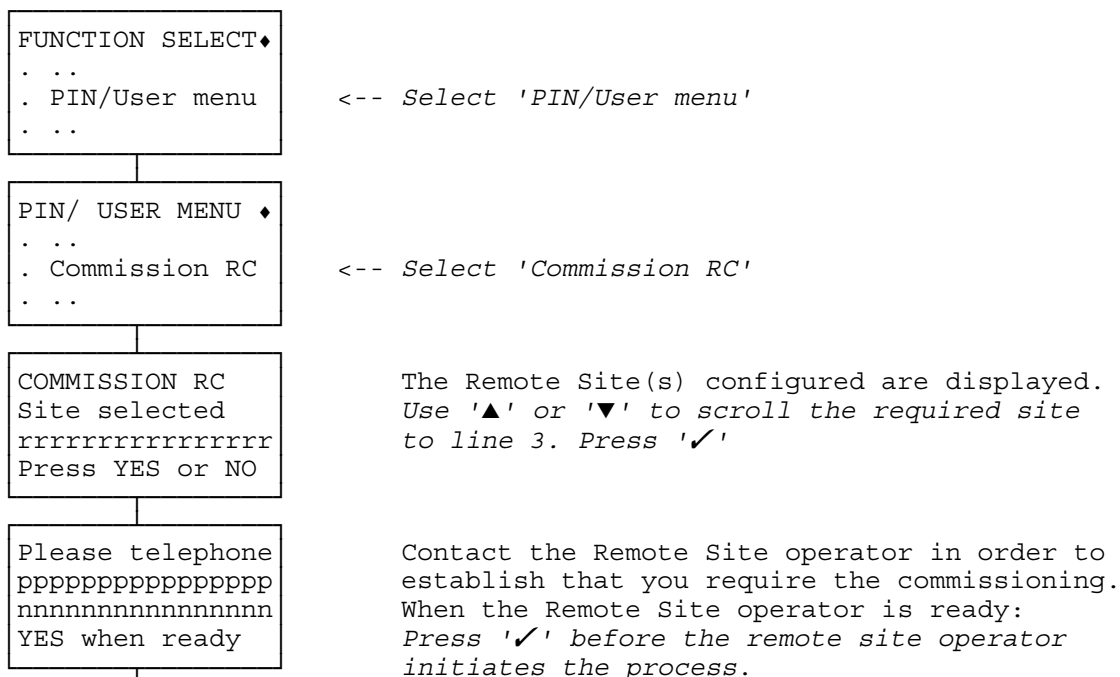 FUNCTION SELECT♦
. ..
. PIN/User menu <-- Select 'PIN/User menu'
. ..
PIN/ USER MENU ♦
. ..
. Commission RC <-- Select 'Commission RC'
. ..
COMMISSION RC The Remote Site(s) configured are displayed.
Site selected Use '▲' or '▼' to scroll the required site
rrrrrrrrrrrrrrrr to line 3. Press '✓'
Press YES or NO
Please telephone Contact the Remote Site operator in order to
pppppppppppppppp establish that you require the commissioning.
nnnnnnnnnnnnnnnn When the Remote Site operator is ready:
YES when ready Press '✓' before the remote site operator
initiates the process.